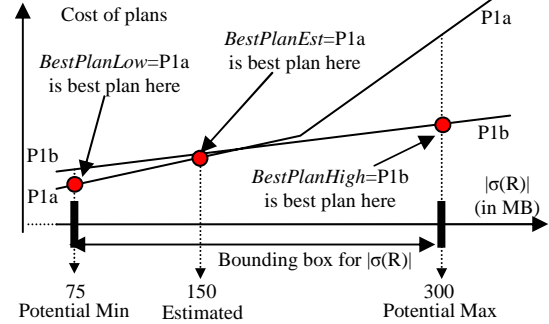 Cost of plans
P1a
BestPlanEst=P1a
is best plan here
BestPlanLow=P1a
is best plan here
P1b
P1b
P1a
BestPlanHigh=P1b
is best plan here
|σ(R)|
(in MB)
Bounding box for |σ(R)|
75
Potential Min
150
Estimated
300
Potential Max